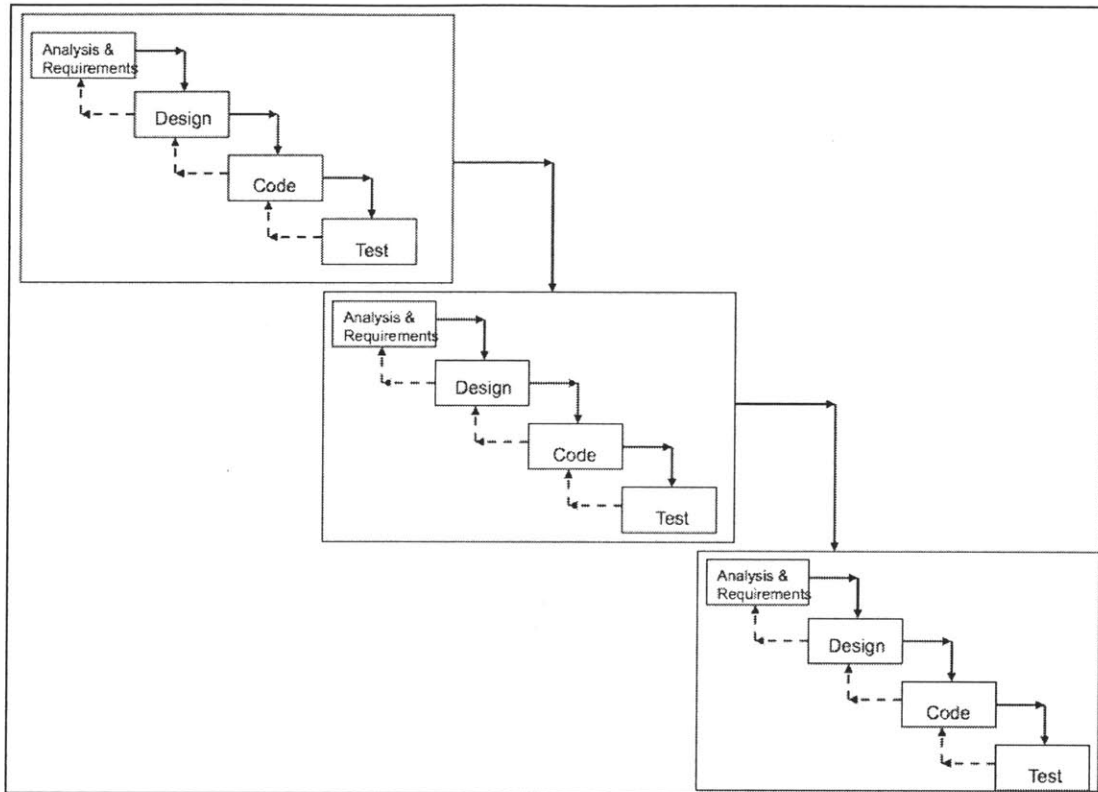 Analysis &
Requirements
Design
Code
Test
Analysis &
Requirements
Design
Code
Test
Analysis &
Requirements
Design
Code
Test